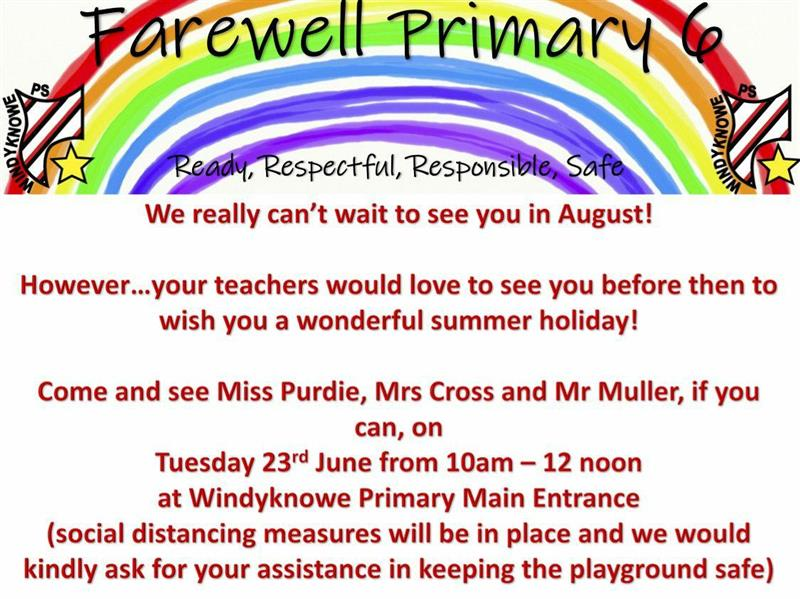 Farewell Primary 6
PS
WINDYKNOWE
PS
WINDYKNOWE
Ready, Respectful, Responsible, Safe
We really can’t wait to see you in August!
However…your teachers would love to see you before then to
wish you a wonderful summer holiday!
Come and see Miss Purdie, Mrs Cross and Mr Muller, if you
can, on
Tuesday 23rd June from 10am – 12 noon
at Windyknowe Primary Main Entrance
(social distancing measures will be in place and we would
kindly ask for your assistance in keeping the playground safe)